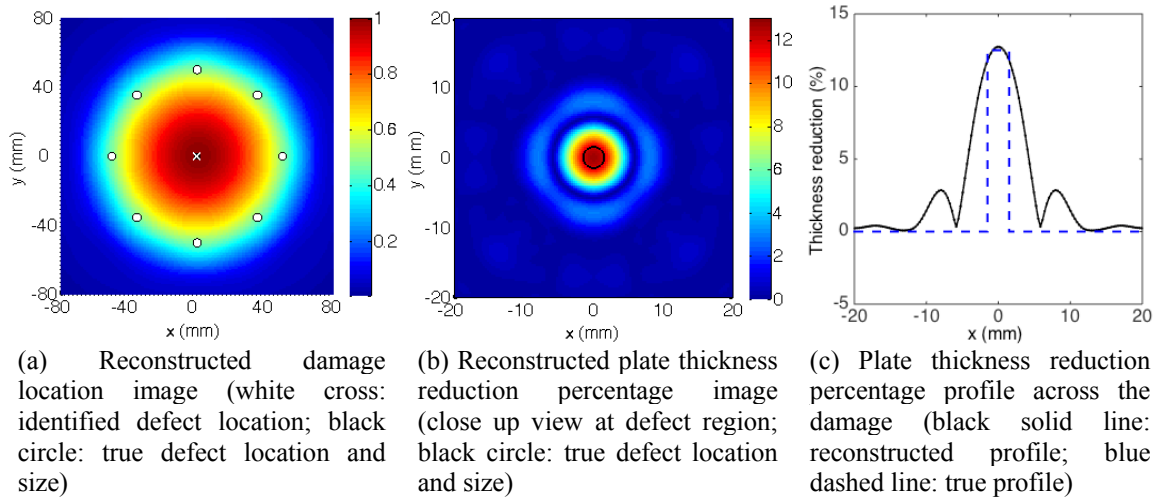 80
40
0
-40
-80
y (mm)
-80 -40 0 40 80
x (mm)
1
0.8
0.6
0.4
0.2
20
10
0
-10
-20
y (m m)
-20 -10 0 10 20
x (mm)
12
10
8
6
4
2
0
15
10
5
0
-5
Thickness reduction (%)
-20 -10 0 10 20
x (mm)
(a) Reconstructed damage
location image (white cross:
identified defect location; black
circle: true defect location and
size)
(b) Reconstructed plate thickness
reduction percentage image
(close up view at defect region;
black circle: true defect location
and size)
(c) Plate thickness reduction
percentage profile across the
damage (black solid line:
reconstructed profile; blue
dashed line: true profile)